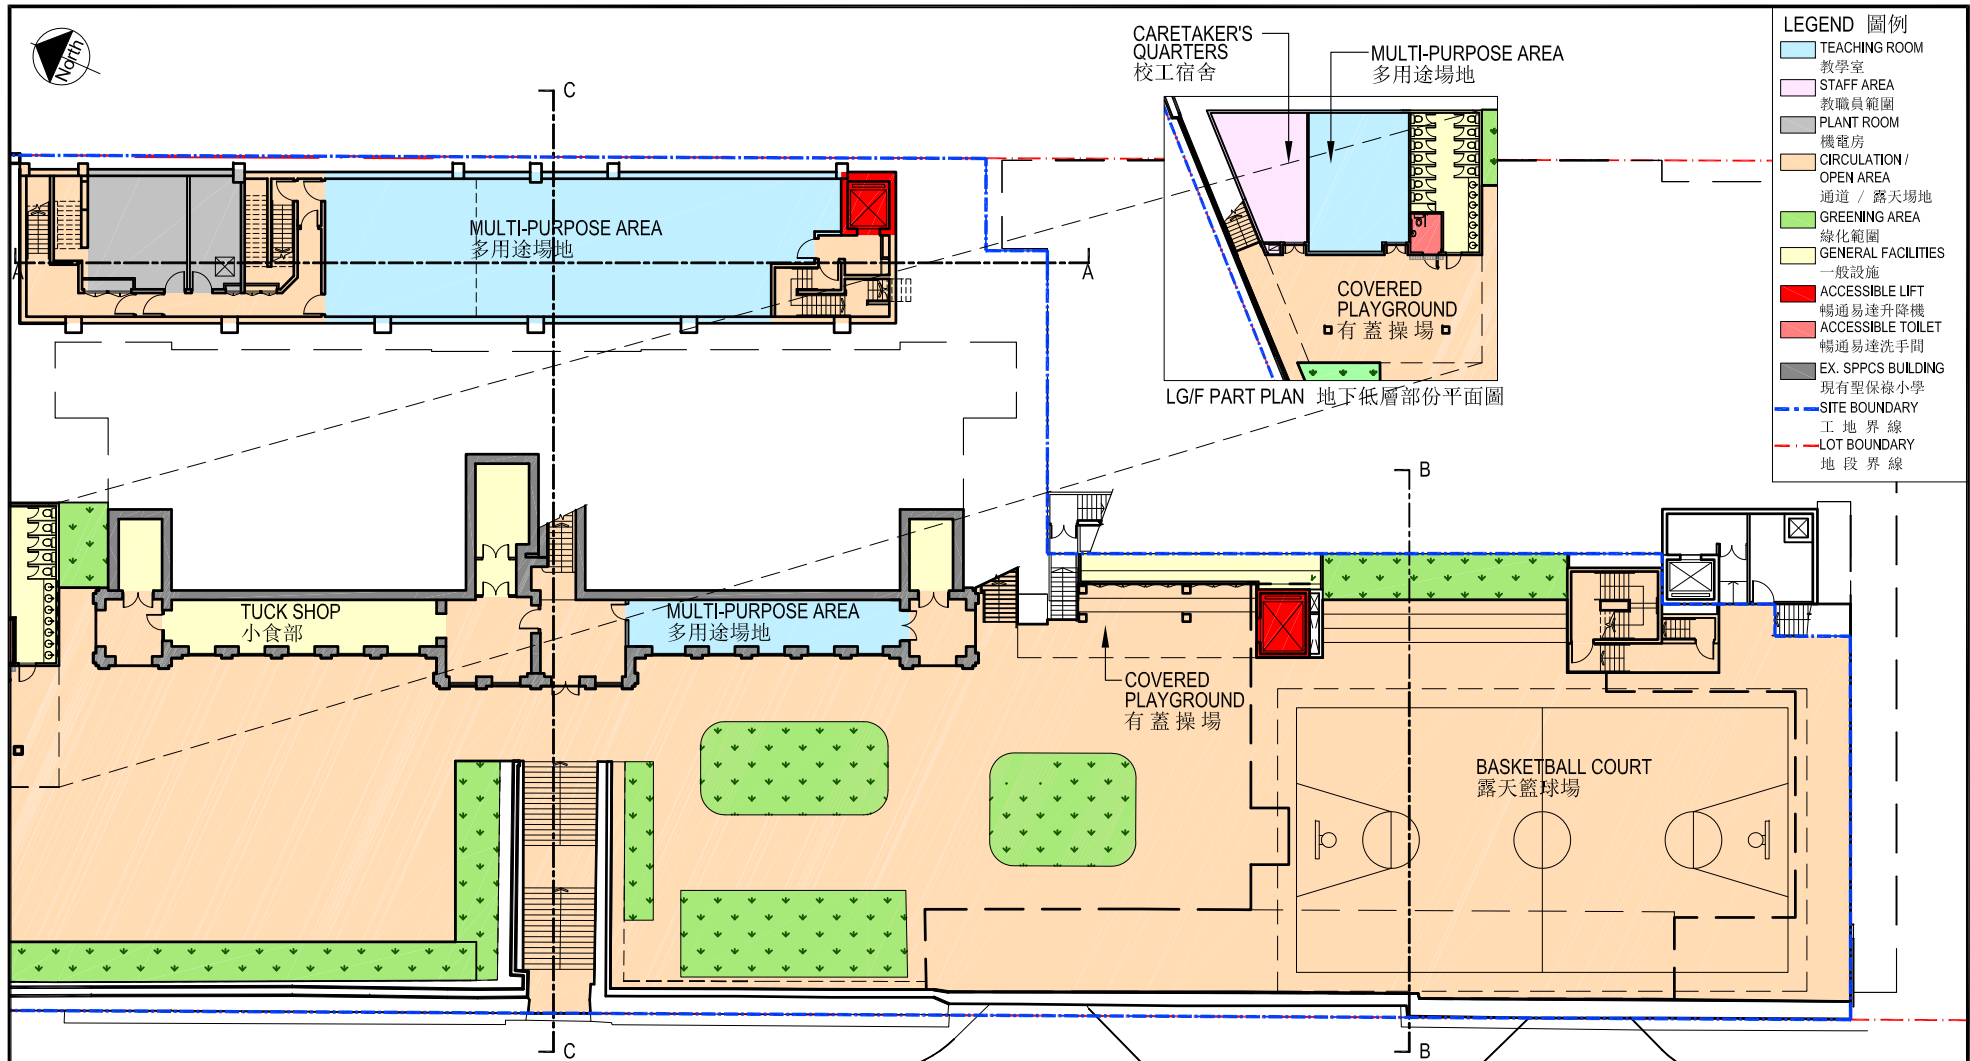 North
C
CARETAKER'S
QUARTERS
校工宿舍
MULTI-PURPOSE AREA
多用途場地
LEGEND 圖例
TEACHING ROOM
教學室
STAFF AREA
教職員範圍
PLANT ROOM
機電房
CIRCULATION /
OPEN AREA
通道 / 露天場地
GREENING AREA
綠化範圍
GENERAL FACILITIES
一般設施
ACCESSIBLE LIFT
暢通易達升降機
ACCESSIBLE TOILET
暢通易達洗手間
EX. SPPCS BUILDING
現有聖保祿小學
SITE BOUNDARY
工地界線
LOT BOUNDARY
地段界線
MULTI-PURPOSE AREA
多用途場地
A
A
COVERED
PLAYGROUND
有蓋操場
LG/F PART PLAN 地下低層部份平面圖
B
TUCK SHOP
小食部
MULTI-PURPOSE AREA
多用途場地
COVERED
PLAYGROUND
有蓋操場
BASKETBALL COURT
露天籃球場
C
B